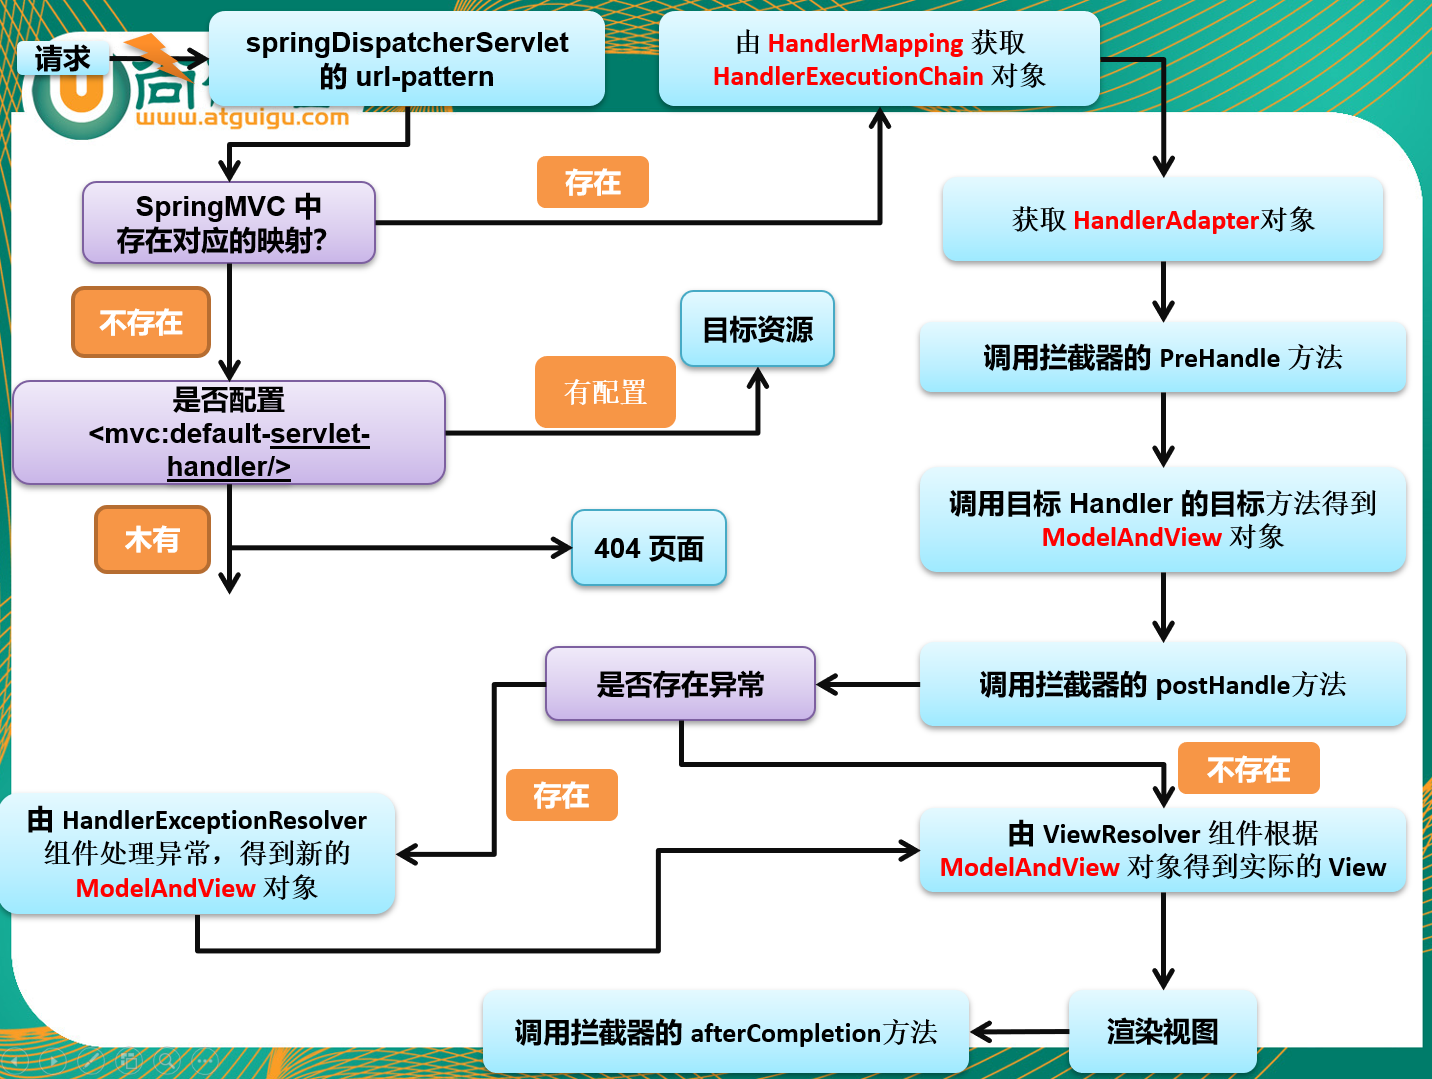 请求
springDispatcherServlet
的 url-pattern
由 HandlerMapping 获取
HandlerExecutionChain 对象
www.atguigu.com
SpringMVC 中
存在对应的映射?
存在
获取 HandlerAdapter对象
不存在
目标资源
调用拦截器的 PreHandle 方法
是否配置
<mvc:default-servlet-
handler/>
有配置
调用目标 Handler 的目标方法得到
ModelAndView 对象
木有
404 页面
是否存在异常
调用拦截器的 postHandle方法
不存在
存在
由 HandlerExceptionResolver
组件处理异常，得到新的
ModelAndView 对象
由 ViewResolver 组件根据
ModelAndView 对象得到实际的 View
调用拦截器的 afterCompletion方法
渲染视图